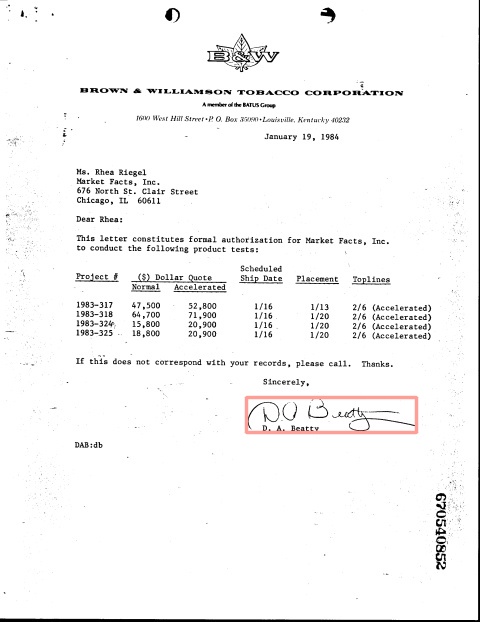 B&W
BROWN & WILLIAMSON TOBACCO CORPORATION
A member of the BATUS Group
1600 West Hill Street • P. O. Box 35090 • Louisville, Kentucky 40232
January 19, 1984
Ms. Rhea Riegel
Market Facts, Inc.
676 North St. Clair Street
Chicago, IL 60611
Dear Rhea:
This letter constitutes formal authorization for Market Facts, Inc.
to conduct the following product tests:
Project # ($) Dollar Quote Scheduled Ship Date Placement Toplines
Normal Accelerated
1983-317 47,500 52,800 1/16 1/13 2/6 (Accelerated)
1983-318 64,700 71,900 1/16 1/20 2/6 (Accelerated)
1983-324 15,800 20,900 1/16 1/20 2/6 (Accelerated)
1983-325 18,800 20,900 1/16 1/20 2/6 (Accelerated)
If this does not correspond with your records, please call. Thanks.
Sincerely,
D A Beatty
D. A. Beatty
DAB:db
670540852